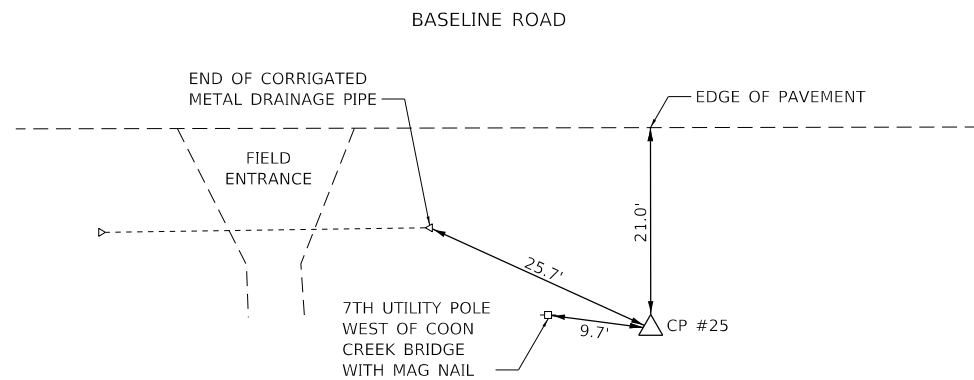 BASELINE ROAD
END OF CORRIGATED
METAL DRAINAGE PIPE
EDGE OF PAVEMENT
FIELD
ENTRANCE
21.0'
25.7'
7TH UTILITY POLE
WEST OF COON
CREEK BRIDGE
WITH MAG NAIL
9.7'
CP #25